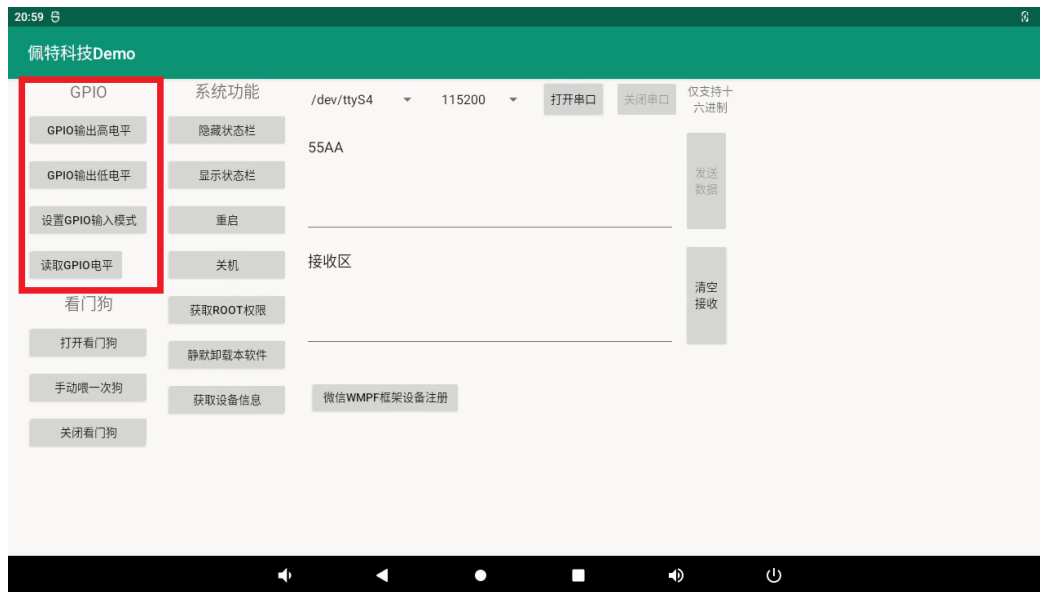 20:59
佩特科技Demo
GPIO
GPIO输出高电平
GPIO输出低电平
设置GPIO输入模式
读取GPIO电平
看门狗
打开看门狗
手动喂一次狗
关闭看门狗
系统功能
隐藏状态栏
显示状态栏
重启
关机
获取ROOT权限
静默卸载本软件
获取设备信息
/dev/ttyS4
115200
打开串口
关闭串口
仅支持十
六进制
55AA
发送
数据
接收区
清空
接收
微信WMPF框架设备注册